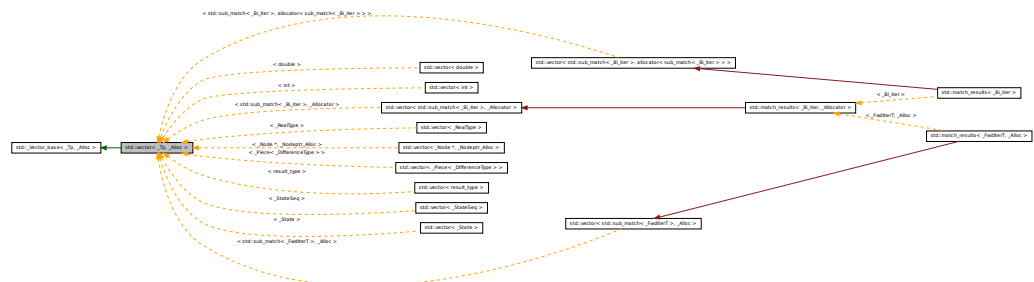 < std::sub_match< _Bi_iter >, allocator< sub_match< _Bi_iter > > >
std::vector< std::sub_match< _Bi_iter >, allocator< sub_match< _Bi_iter > > >
< double >
std::vector< double >
< int >
std::vector< int >
< _Bi_iter >
std::match_results< _Bi_iter >
< std::sub_match< _Bi_iter >, _Allocator >
std::vector< std::sub_match< _Bi_iter >, _Allocator >
std::match_results< _Bi_iter, _Allocator >
< _FwdIterT, _Alloc >
< _RealType >
std::vector< _RealType >
std::match_results< _FwdIterT, _Alloc >
std::_Vector_base< _Tp, _Alloc >
std::vector< _Tp, _Alloc >
< _Node *, _Nodeptr_Alloc >
std::vector< _Node *, _Nodeptr_Alloc >
< _Piece< _DifferenceType > >
std::vector< _Piece< _DifferenceType > >
< result_type >
std::vector< result_type >
< _StateSeq >
std::vector< _StateSeq >
< _State >
std::vector< _State >
std::vector< std::sub_match< _FwdIterT >, _Alloc >
< std::sub_match< _FwdIterT >, _Alloc >